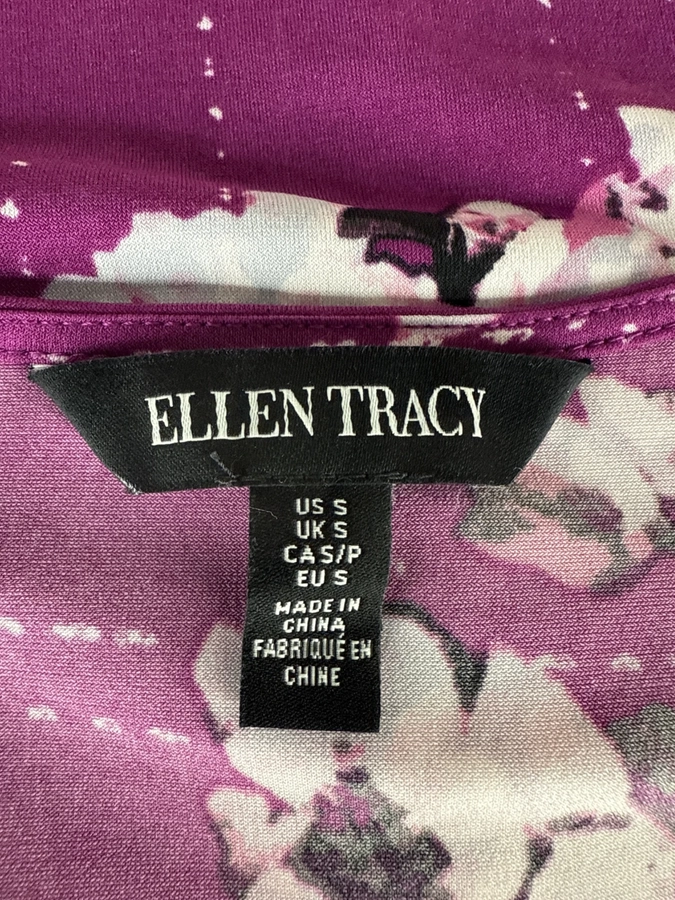 ELLEN TRACY
US S
UK S
CA S/P
EU S
MADE IN
CHINA
FABRIQUÉ EN
CHINE